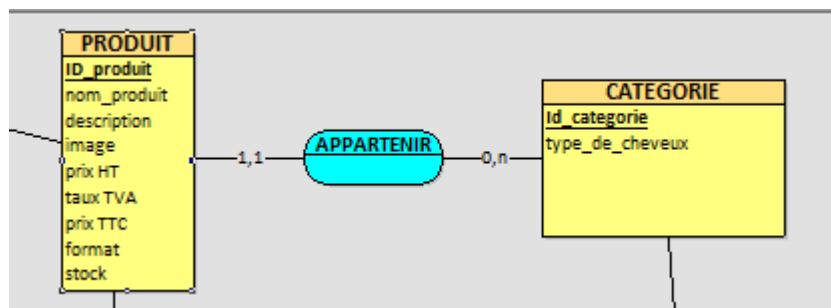 PRODUIT
ID_produit
nom_produit
description
image
prix HT
taux TVA
prix TTC
format
stock
1,1
APPARTENIR
0,n
CATEGORIE
Id_categorie
type_de_cheveux